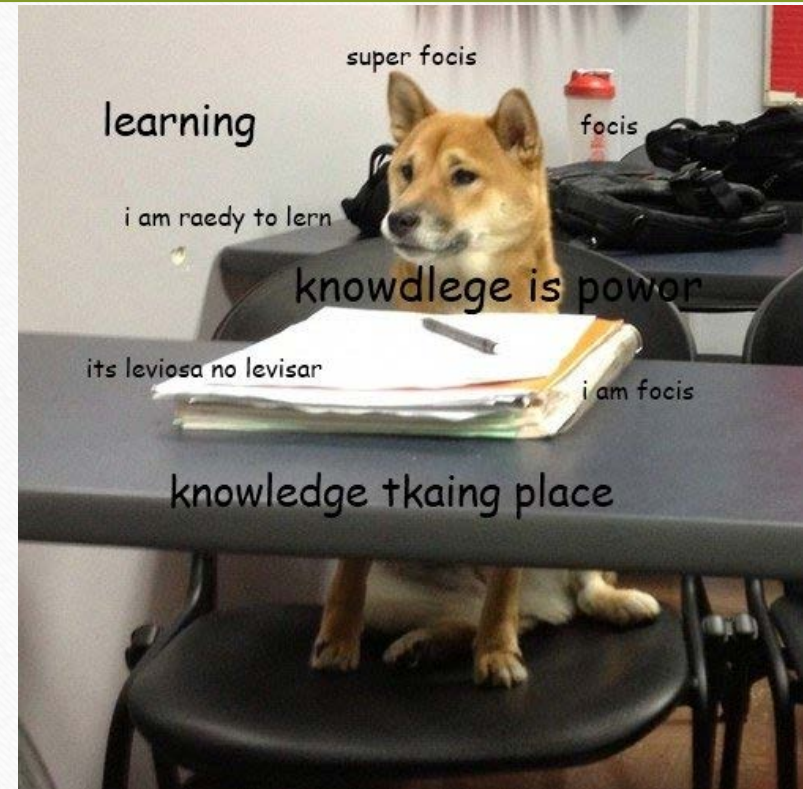 super focis
learning
focis
i am raedy to lern
knowdlege is powor
its leviosa no levisar
i am focis
knowledge tkaing place